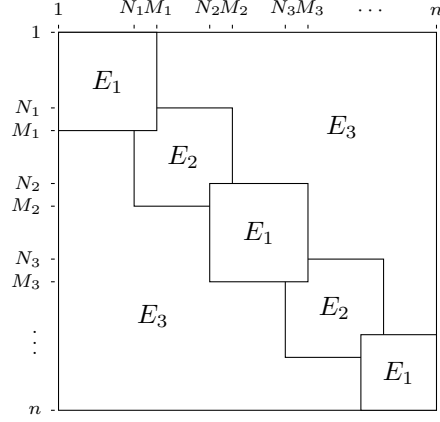 1 N₁M₁ N₂M₂ N₃M₃ ⋯ n
1
E₁
N₁
E₃
M₁
E₂
N₂
M₂
E₁
N₃
M₃
E₂
E₃
⋮
E₁
n